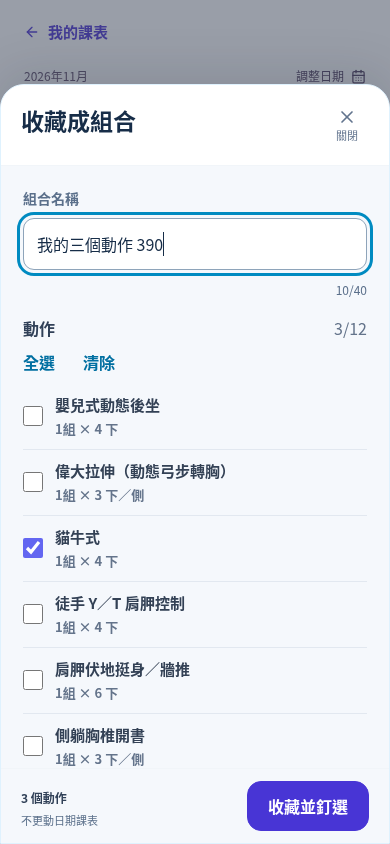 我的課表
2026年11月
調整日期
收藏成組合
關閉
組合名稱
我的三個動作 390
10/40
動作
3/12
全選
清除
嬰兒式動態後坐
1組 × 4 下
偉大拉伸（動態弓步轉胸）
1組 × 3 下／側
貓牛式
1組 × 4 下
徒手 Y／T 肩胛控制
1組 × 4 下
肩胛伏地挺身／牆推
1組 × 6 下
側躺胸椎開書
1組 × 3 下／側
3 個動作
不更動日期課表
收藏並釘選